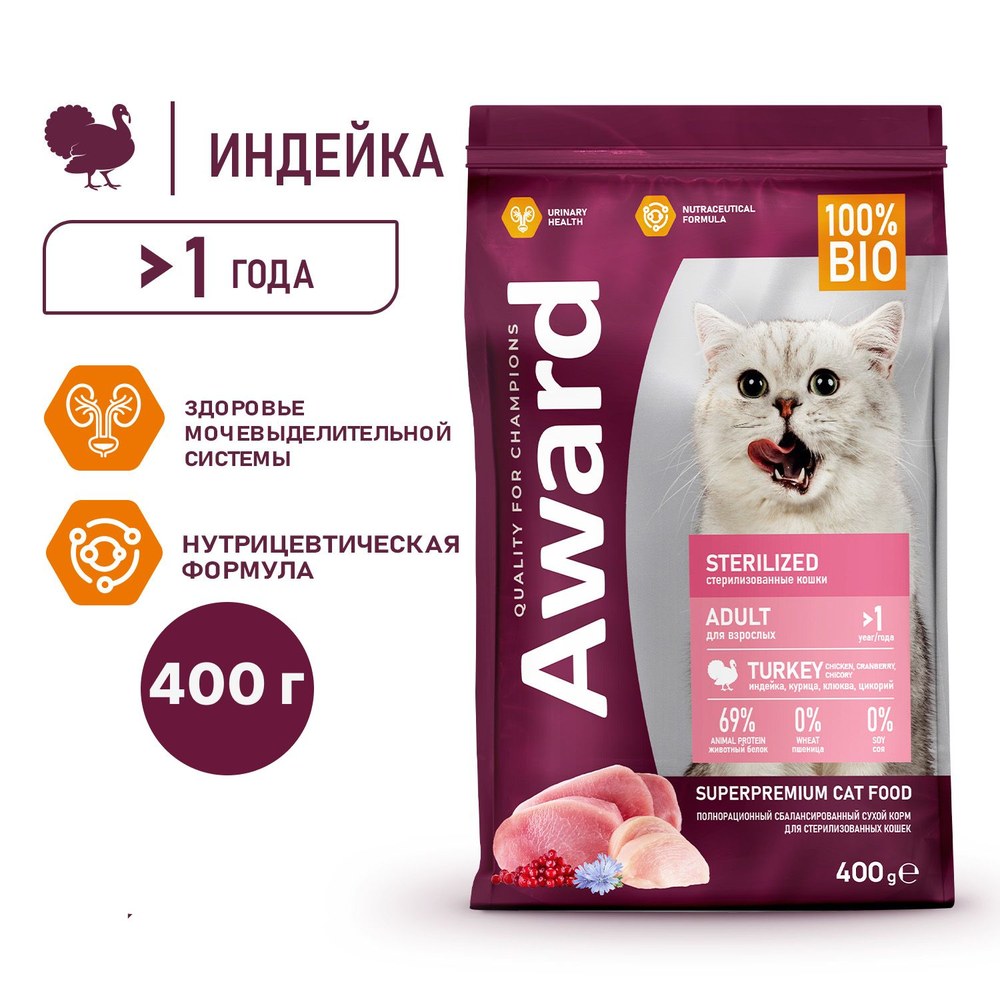 ИНДЕЙКА
>1 ГОДА
ЗДОРОВЬЕ
МОЧЕВЫДЕЛИТЕЛЬНОЙ
СИСТЕМЫ
НУТРИЦЕВТИЧЕСКАЯ
ФОРМУЛА
400 г
URINARY
HEALTH
NUTRACEUTICAL
FORMULA
100%
BIO
Award
QUALITY FOR CHAMPIONS
STERILIZED
стерилизованные кошки
ADULT
для взрослых
>1
year/года
TURKEY CHICKEN, CRANBERRY,
CHICORY
индейка, курица, клюква, цикорий
69% 0% 0%
ANIMAL PROTEIN WHEAT SOY
животный белок пшеница соя
SUPERPREMIUM CAT FOOD
ПОЛНОРАЦИОННЫЙ СБАЛАНСИРОВАННЫЙ СУХОЙ КОРМ
ДЛЯ СТЕРИЛИЗОВАННЫХ КОШЕК
400 g℮